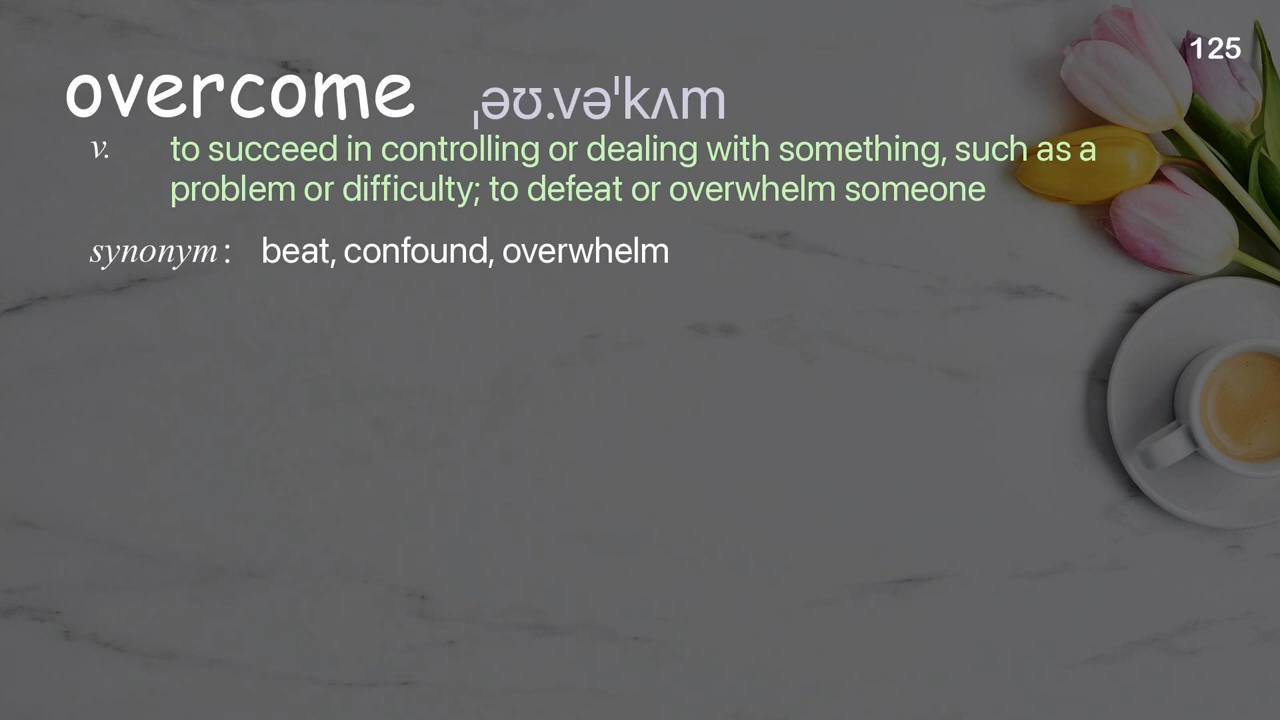 125
overcome ˌəʊ.vəˈkʌm
v. to succeed in controlling or dealing with something, such as a
problem or difficulty; to defeat or overwhelm someone
synonym : beat, confound, overwhelm